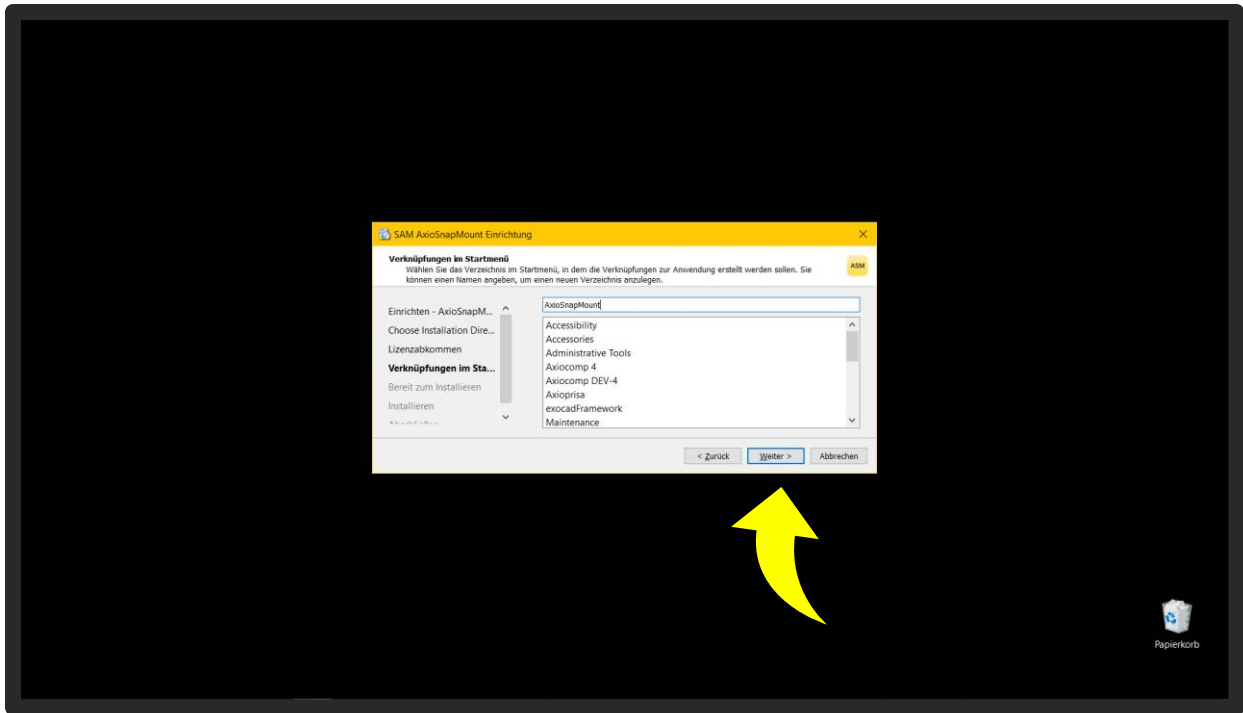 SAM AxioSnapMount Einrichtung
Verknüpfungen im Startmenü
Wählen Sie das Verzeichnis im Startmenü, in dem die Verknüpfungen zur Anwendung erstellt werden sollen. Sie
können einen Namen angeben, um einen neuen Verzeichnis anzulegen.
ASM
Einrichten - AxioSnapM...
Choose Installation Dire...
Lizenzabkommen
Verknüpfungen im Sta...
Bereit zum Installieren
Installieren
AxioSnapMount
Accessibility
Accessories
Administrative Tools
Axiocomp 4
Axiocomp DEV-4
Axioprisa
exocadFramework
Maintenance
< Zurück
Weiter >
Abbrechen
Papierkorb